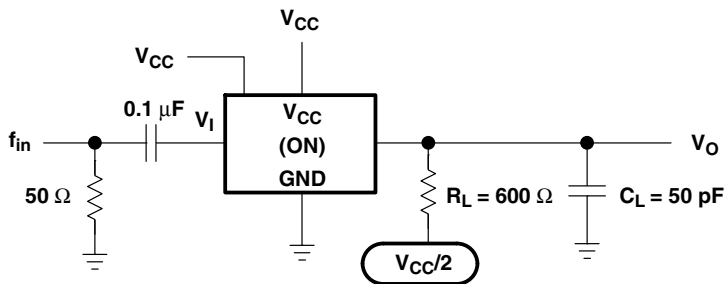 VCC
VCC
0.1 μF
VI
VCC
fin
(ON)
VO
GND
50 Ω
RL = 600 Ω
CL = 50 pF
VCC/2